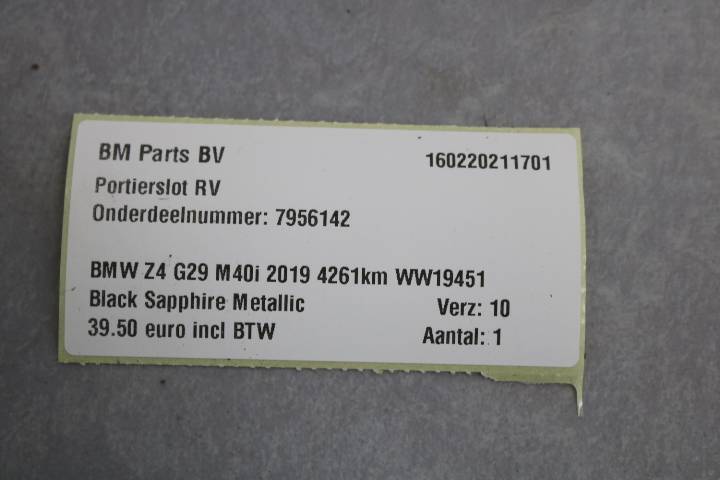 BM Parts BV 160220211701
Portierslot RV
Onderdeelnummer: 7956142
BMW Z4 G29 M40i 2019 4261km WW19451
Black Sapphire Metallic Verz: 10
39.50 euro incl BTW Aantal: 1